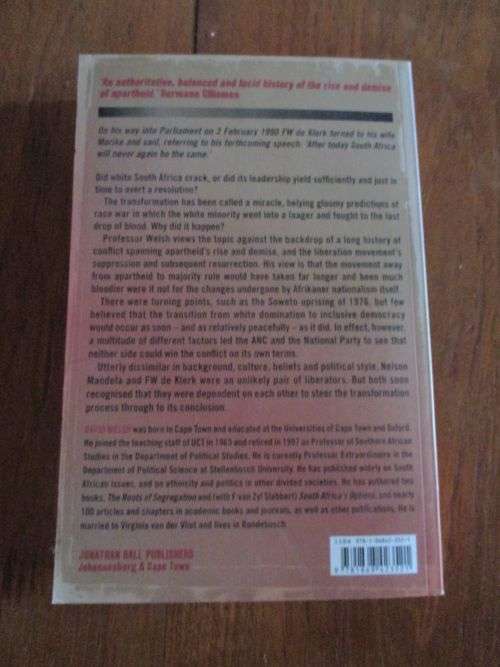 'An authoritative, balanced and lucid history of the rise and demise
of apartheid.' Hermann Giliomee
On his way into Parliament on 2 February 1990 FW de Klerk turned to his wife
Marike and said, referring to his forthcoming speech: 'After today South Africa
will never again be the same.'
Did white South Africa crack, or did its leadership yield sufficiently and just in
time to avert a revolution?
The transformation has been called a miracle, belying gloomy predictions of
race war in which the white minority went into a laager and fought to the last
drop of blood. Why did it happen?
Professor Welsh views the topic against the backdrop of a long history of
conflict spanning apartheid's rise and demise, and the liberation movement's
suppression and subsequent resurrection. His view is that the movement away
from apartheid to majority rule would have taken far longer and been much
bloodier were it not for the changes undergone by Afrikaner nationalism itself.
There were turning points, such as the Soweto uprising of 1976, but few
believed that the transition from white domination to inclusive democracy
would occur as soon – and as relatively peacefully – as it did. In effect, however,
a multitude of different factors led the ANC and the National Party to see that
neither side could win the conflict on its own terms.
Utterly dissimilar in background, culture, beliefs and political style, Nelson
Mandela and FW de Klerk were an unlikely pair of liberators. But both soon
recognised that they were dependent on each other to steer the transformation
process through to its conclusion.
DAVID WELSH was born in Cape Town and educated at the Universities of Cape Town and Oxford.
He joined the teaching staff of UCT in 1963 and retired in 1997 as Professor of Southern African
Studies in the Department of Political Studies. He is currently Professor Extraordinary in the
Department of Political Science at Stellenbosch University. He has published widely on South
African issues, and on ethnicity and politics in other divided societies. He has authored two
books, The Roots of Segregation and (with F van Zyl Slabbert) South Africa's Options, and nearly
100 articles and chapters in academic books and journals, as well as other publications. He is
married to Virginia van der Vliet and lives in Rondebosch.
JONATHAN BALL PUBLISHERS
Johannesburg & Cape Town
ISBN